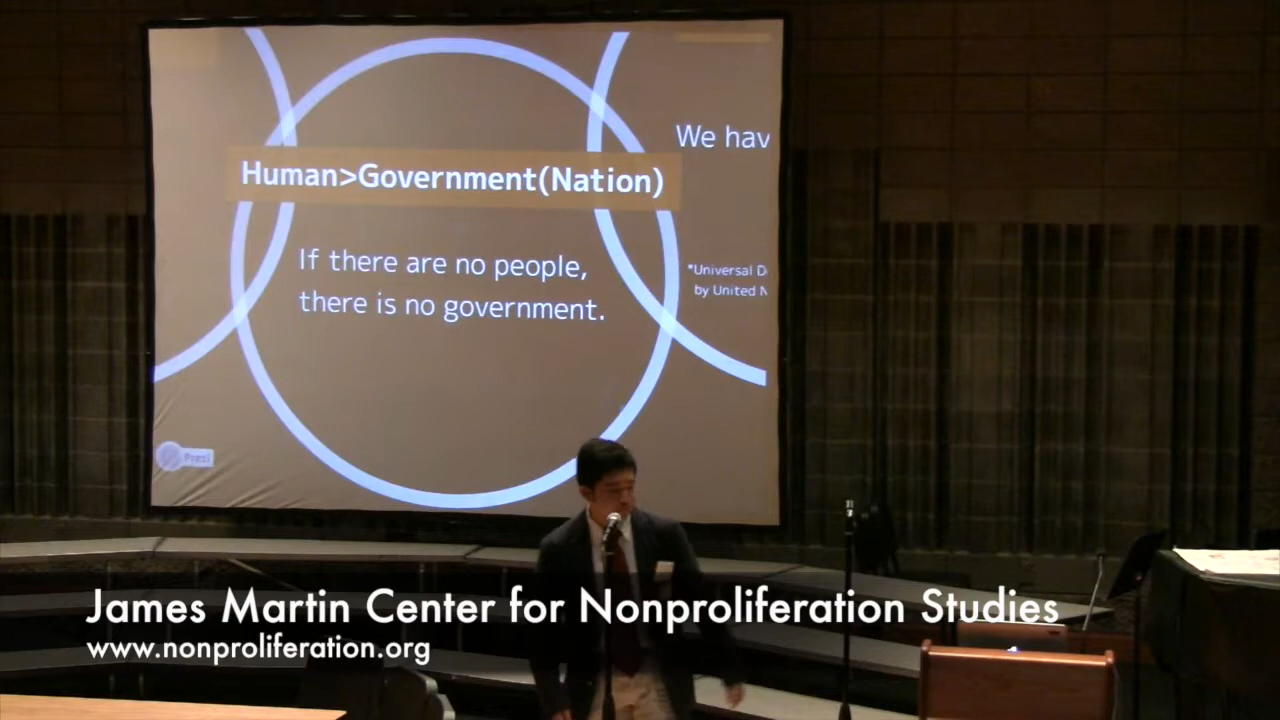 We hav
Human>Government(Nation)
If there are no people,
there is no government.
*Universal D
by United N
Prezi
James Martin Center for Nonproliferation Studies
www.nonproliferation.org